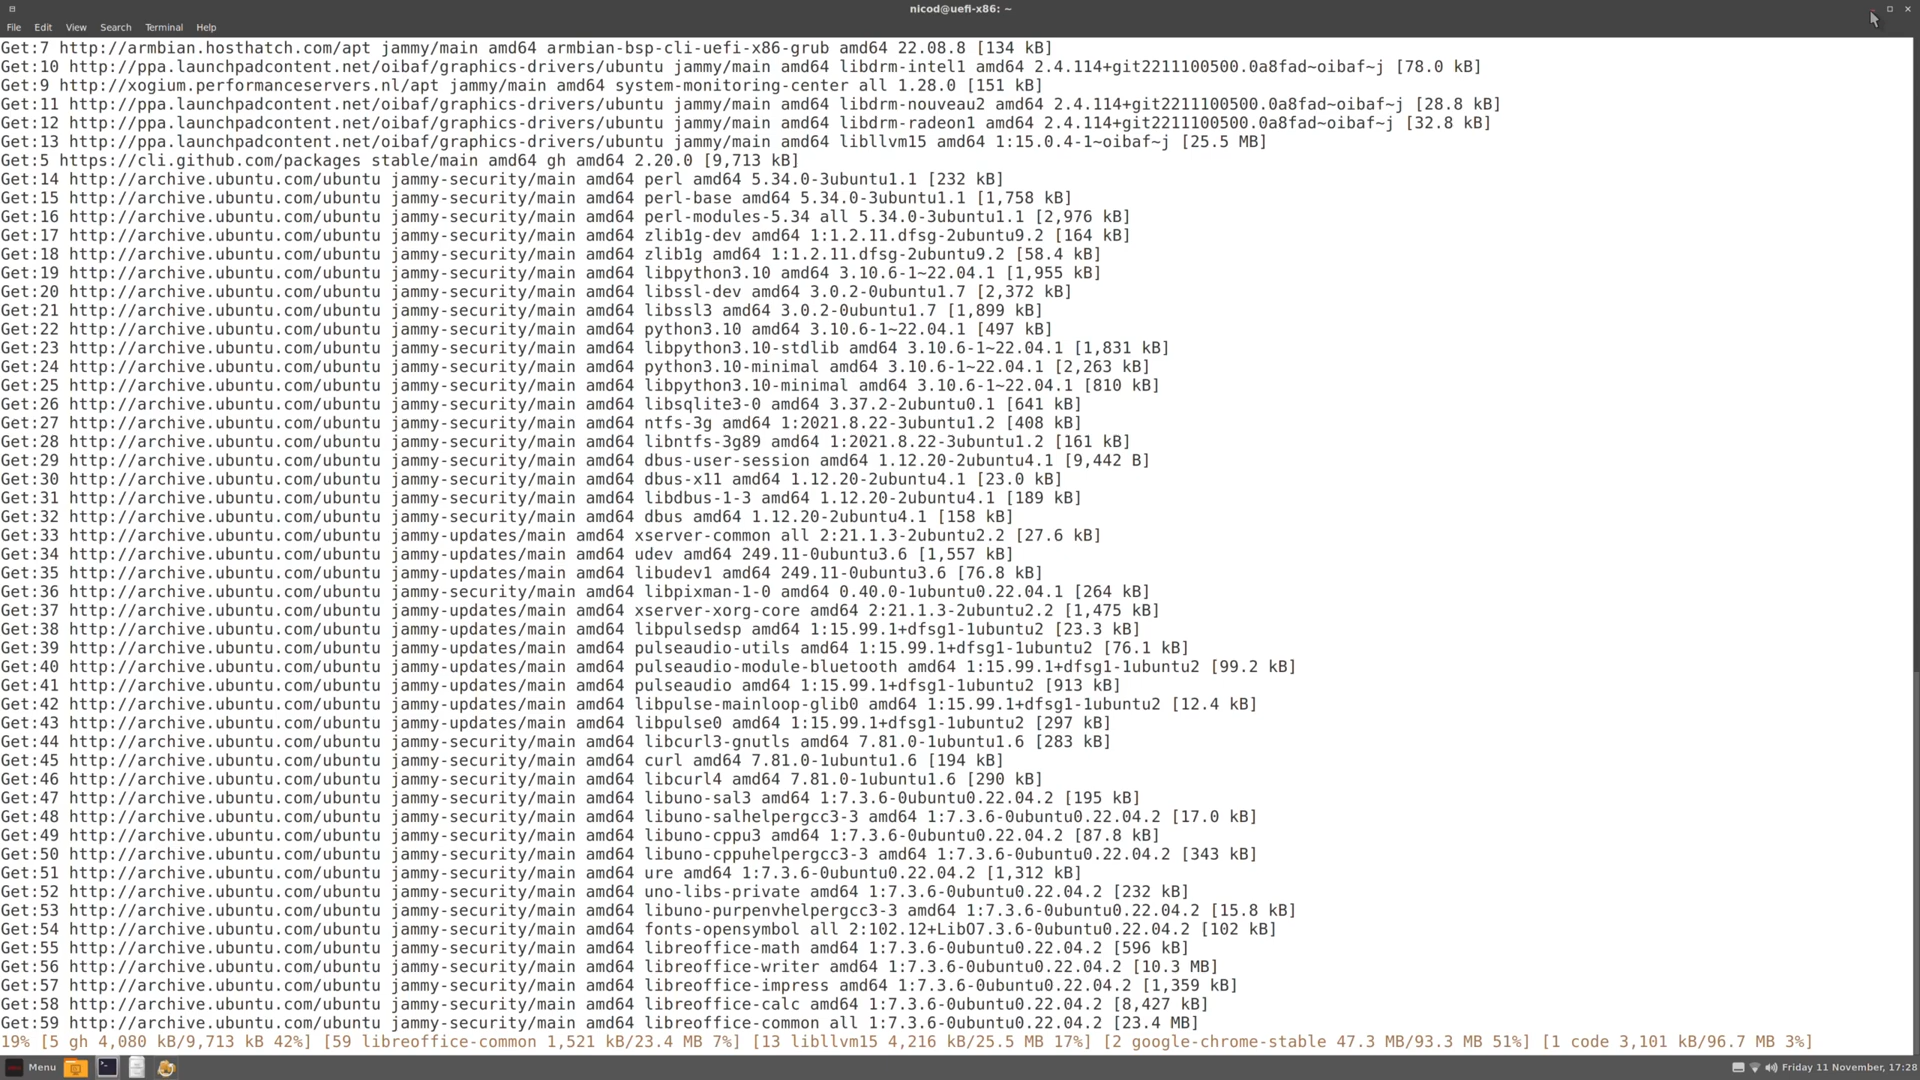 nicod@uefi-x86: ~
File Edit View Search Terminal Help
Get:7 http://armbian.hosthatch.com/apt jammy/main amd64 armbian-bsp-cli-uefi-x86-grub amd64 22.08.8 [134 kB]
Get:10 http://ppa.launchpadcontent.net/oibaf/graphics-drivers/ubuntu jammy/main amd64 libdrm-intel1 amd64 2.4.114+git2211100500.0a8fad~oibaf~j [78.0 kB]
Get:9 http://xogium.performanceservers.nl/apt jammy/main amd64 system-monitoring-center all 1.28.0 [151 kB]
Get:11 http://ppa.launchpadcontent.net/oibaf/graphics-drivers/ubuntu jammy/main amd64 libdrm-nouveau2 amd64 2.4.114+git2211100500.0a8fad~oibaf~j [28.8 kB]
Get:12 http://ppa.launchpadcontent.net/oibaf/graphics-drivers/ubuntu jammy/main amd64 libdrm-radeon1 amd64 2.4.114+git2211100500.0a8fad~oibaf~j [32.8 kB]
Get:13 http://ppa.launchpadcontent.net/oibaf/graphics-drivers/ubuntu jammy/main amd64 libllvm15 amd64 1:15.0.4-1~oibaf~j [25.5 MB]
Get:5 https://cli.github.com/packages stable/main amd64 gh amd64 2.20.0 [9,713 kB]
Get:14 http://archive.ubuntu.com/ubuntu jammy-security/main amd64 perl amd64 5.34.0-3ubuntu1.1 [232 kB]
Get:15 http://archive.ubuntu.com/ubuntu jammy-security/main amd64 perl-base amd64 5.34.0-3ubuntu1.1 [1,758 kB]
Get:16 http://archive.ubuntu.com/ubuntu jammy-security/main amd64 perl-modules-5.34 all 5.34.0-3ubuntu1.1 [2,976 kB]
Get:17 http://archive.ubuntu.com/ubuntu jammy-security/main amd64 zlib1g-dev amd64 1:1.2.11.dfsg-2ubuntu9.2 [164 kB]
Get:18 http://archive.ubuntu.com/ubuntu jammy-security/main amd64 zlib1g amd64 1:1.2.11.dfsg-2ubuntu9.2 [58.4 kB]
Get:19 http://archive.ubuntu.com/ubuntu jammy-security/main amd64 libpython3.10 amd64 3.10.6-1~22.04.1 [1,955 kB]
Get:20 http://archive.ubuntu.com/ubuntu jammy-security/main amd64 libssl-dev amd64 3.0.2-0ubuntu1.7 [2,372 kB]
Get:21 http://archive.ubuntu.com/ubuntu jammy-security/main amd64 libssl3 amd64 3.0.2-0ubuntu1.7 [1,899 kB]
Get:22 http://archive.ubuntu.com/ubuntu jammy-security/main amd64 python3.10 amd64 3.10.6-1~22.04.1 [497 kB]
Get:23 http://archive.ubuntu.com/ubuntu jammy-security/main amd64 libpython3.10-stdlib amd64 3.10.6-1~22.04.1 [1,831 kB]
Get:24 http://archive.ubuntu.com/ubuntu jammy-security/main amd64 python3.10-minimal amd64 3.10.6-1~22.04.1 [2,263 kB]
Get:25 http://archive.ubuntu.com/ubuntu jammy-security/main amd64 libpython3.10-minimal amd64 3.10.6-1~22.04.1 [810 kB]
Get:26 http://archive.ubuntu.com/ubuntu jammy-security/main amd64 libsqlite3-0 amd64 3.37.2-2ubuntu0.1 [641 kB]
Get:27 http://archive.ubuntu.com/ubuntu jammy-security/main amd64 ntfs-3g amd64 1:2021.8.22-3ubuntu1.2 [408 kB]
Get:28 http://archive.ubuntu.com/ubuntu jammy-security/main amd64 libntfs-3g89 amd64 1:2021.8.22-3ubuntu1.2 [161 kB]
Get:29 http://archive.ubuntu.com/ubuntu jammy-security/main amd64 dbus-user-session amd64 1.12.20-2ubuntu4.1 [9,442 B]
Get:30 http://archive.ubuntu.com/ubuntu jammy-security/main amd64 dbus-x11 amd64 1.12.20-2ubuntu4.1 [23.0 kB]
Get:31 http://archive.ubuntu.com/ubuntu jammy-security/main amd64 libdbus-1-3 amd64 1.12.20-2ubuntu4.1 [189 kB]
Get:32 http://archive.ubuntu.com/ubuntu jammy-security/main amd64 dbus amd64 1.12.20-2ubuntu4.1 [158 kB]
Get:33 http://archive.ubuntu.com/ubuntu jammy-updates/main amd64 xserver-common all 2:21.1.3-2ubuntu2.2 [27.6 kB]
Get:34 http://archive.ubuntu.com/ubuntu jammy-updates/main amd64 udev amd64 249.11-0ubuntu3.6 [1,557 kB]
Get:35 http://archive.ubuntu.com/ubuntu jammy-updates/main amd64 libudev1 amd64 249.11-0ubuntu3.6 [76.8 kB]
Get:36 http://archive.ubuntu.com/ubuntu jammy-security/main amd64 libpixman-1-0 amd64 0.40.0-1ubuntu0.22.04.1 [264 kB]
Get:37 http://archive.ubuntu.com/ubuntu jammy-updates/main amd64 xserver-xorg-core amd64 2:21.1.3-2ubuntu2.2 [1,475 kB]
Get:38 http://archive.ubuntu.com/ubuntu jammy-updates/main amd64 libpulsedsp amd64 1:15.99.1+dfsg1-1ubuntu2 [23.3 kB]
Get:39 http://archive.ubuntu.com/ubuntu jammy-updates/main amd64 pulseaudio-utils amd64 1:15.99.1+dfsg1-1ubuntu2 [76.1 kB]
Get:40 http://archive.ubuntu.com/ubuntu jammy-updates/main amd64 pulseaudio-module-bluetooth amd64 1:15.99.1+dfsg1-1ubuntu2 [99.2 kB]
Get:41 http://archive.ubuntu.com/ubuntu jammy-updates/main amd64 pulseaudio amd64 1:15.99.1+dfsg1-1ubuntu2 [913 kB]
Get:42 http://archive.ubuntu.com/ubuntu jammy-updates/main amd64 libpulse-mainloop-glib0 amd64 1:15.99.1+dfsg1-1ubuntu2 [12.4 kB]
Get:43 http://archive.ubuntu.com/ubuntu jammy-updates/main amd64 libpulse0 amd64 1:15.99.1+dfsg1-1ubuntu2 [297 kB]
Get:44 http://archive.ubuntu.com/ubuntu jammy-security/main amd64 libcurl3-gnutls amd64 7.81.0-1ubuntu1.6 [283 kB]
Get:45 http://archive.ubuntu.com/ubuntu jammy-security/main amd64 curl amd64 7.81.0-1ubuntu1.6 [194 kB]
Get:46 http://archive.ubuntu.com/ubuntu jammy-security/main amd64 libcurl4 amd64 7.81.0-1ubuntu1.6 [290 kB]
Get:47 http://archive.ubuntu.com/ubuntu jammy-security/main amd64 libuno-sal3 amd64 1:7.3.6-0ubuntu0.22.04.2 [195 kB]
Get:48 http://archive.ubuntu.com/ubuntu jammy-security/main amd64 libuno-salhelpergcc3-3 amd64 1:7.3.6-0ubuntu0.22.04.2 [17.0 kB]
Get:49 http://archive.ubuntu.com/ubuntu jammy-security/main amd64 libuno-cppu3 amd64 1:7.3.6-0ubuntu0.22.04.2 [87.8 kB]
Get:50 http://archive.ubuntu.com/ubuntu jammy-security/main amd64 libuno-cppuhelpergcc3-3 amd64 1:7.3.6-0ubuntu0.22.04.2 [343 kB]
Get:51 http://archive.ubuntu.com/ubuntu jammy-security/main amd64 ure amd64 1:7.3.6-0ubuntu0.22.04.2 [1,312 kB]
Get:52 http://archive.ubuntu.com/ubuntu jammy-security/main amd64 uno-libs-private amd64 1:7.3.6-0ubuntu0.22.04.2 [232 kB]
Get:53 http://archive.ubuntu.com/ubuntu jammy-security/main amd64 libuno-purpenvhelpergcc3-3 amd64 1:7.3.6-0ubuntu0.22.04.2 [15.8 kB]
Get:54 http://archive.ubuntu.com/ubuntu jammy-security/main amd64 fonts-opensymbol all 2:102.12+LibO7.3.6-0ubuntu0.22.04.2 [102 kB]
Get:55 http://archive.ubuntu.com/ubuntu jammy-security/main amd64 libreoffice-math amd64 1:7.3.6-0ubuntu0.22.04.2 [596 kB]
Get:56 http://archive.ubuntu.com/ubuntu jammy-security/main amd64 libreoffice-writer amd64 1:7.3.6-0ubuntu0.22.04.2 [10.3 MB]
Get:57 http://archive.ubuntu.com/ubuntu jammy-security/main amd64 libreoffice-impress amd64 1:7.3.6-0ubuntu0.22.04.2 [1,359 kB]
Get:58 http://archive.ubuntu.com/ubuntu jammy-security/main amd64 libreoffice-calc amd64 1:7.3.6-0ubuntu0.22.04.2 [8,427 kB]
Get:59 http://archive.ubuntu.com/ubuntu jammy-security/main amd64 libreoffice-common all 1:7.3.6-0ubuntu0.22.04.2 [23.4 MB]
19% [5 gh 4,080 kB/9,713 kB 42%] [59 libreoffice-common 1,521 kB/23.4 MB 7%] [13 libllvm15 4,216 kB/25.5 MB 17%] [2 google-chrome-stable 47.3 MB/93.3 MB 51%] [1 code 3,101 kB/96.7 MB 3%]
Menu Friday 11 November, 17:28